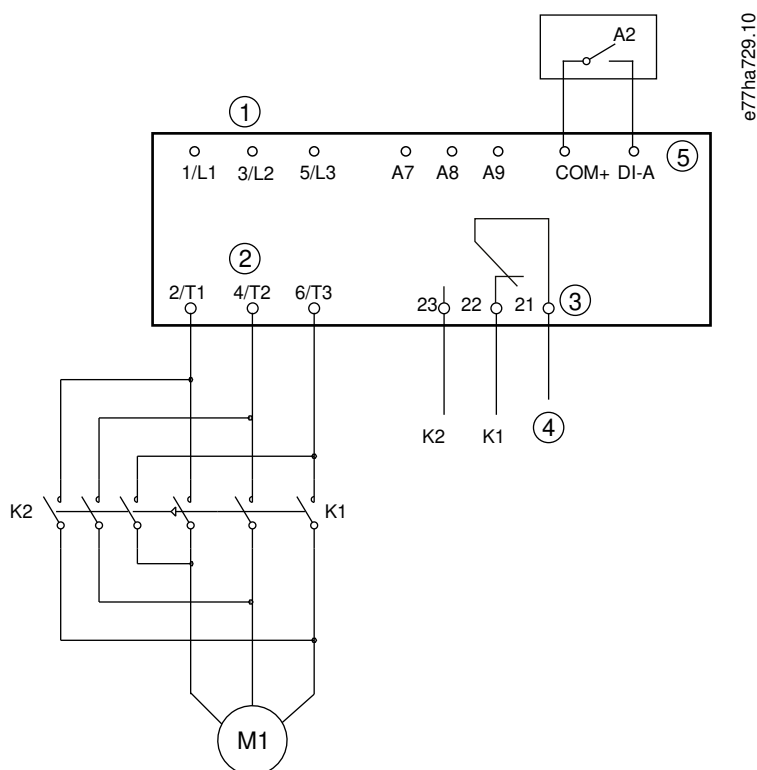 A2
e77ha729.10
1
1/L1 3/L2 5/L3 A7 A8 A9 COM+ DI-A 5
2
2/T1 4/T2 6/T3 23 22 21 3
K2 K1 4
K2 K1
M1